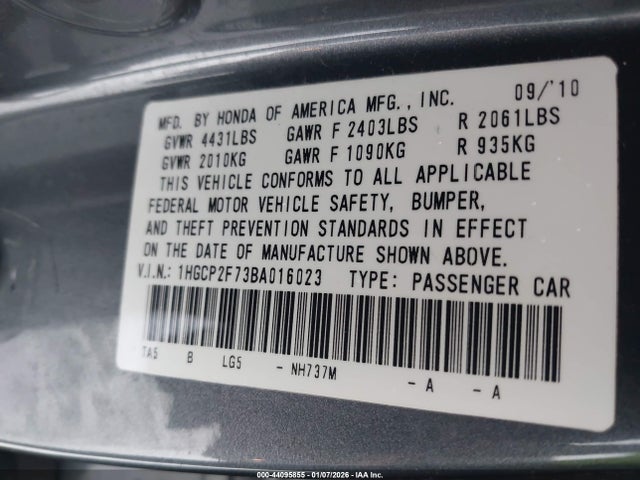 MFD. BY HONDA OF AMERICA MFG., INC. 09/'10
GVWR 4431LBS GAWR F 2403LBS R 2061LBS
GVWR 2010KG GAWR F 1090KG R 935KG
THIS VEHICLE CONFORMS TO ALL APPLICABLE
FEDERAL MOTOR VEHICLE SAFETY, BUMPER,
AND THEFT PREVENTION STANDARDS IN EFFECT
ON THE DATE OF MANUFACTURE SHOWN ABOVE.
V.I.N.: 1HGCP2F73BA016023 TYPE: PASSENGER CAR
TA5 B LG5 - NH737M - A - A
000-44095855 - 01/07/2026 - IAA Inc.